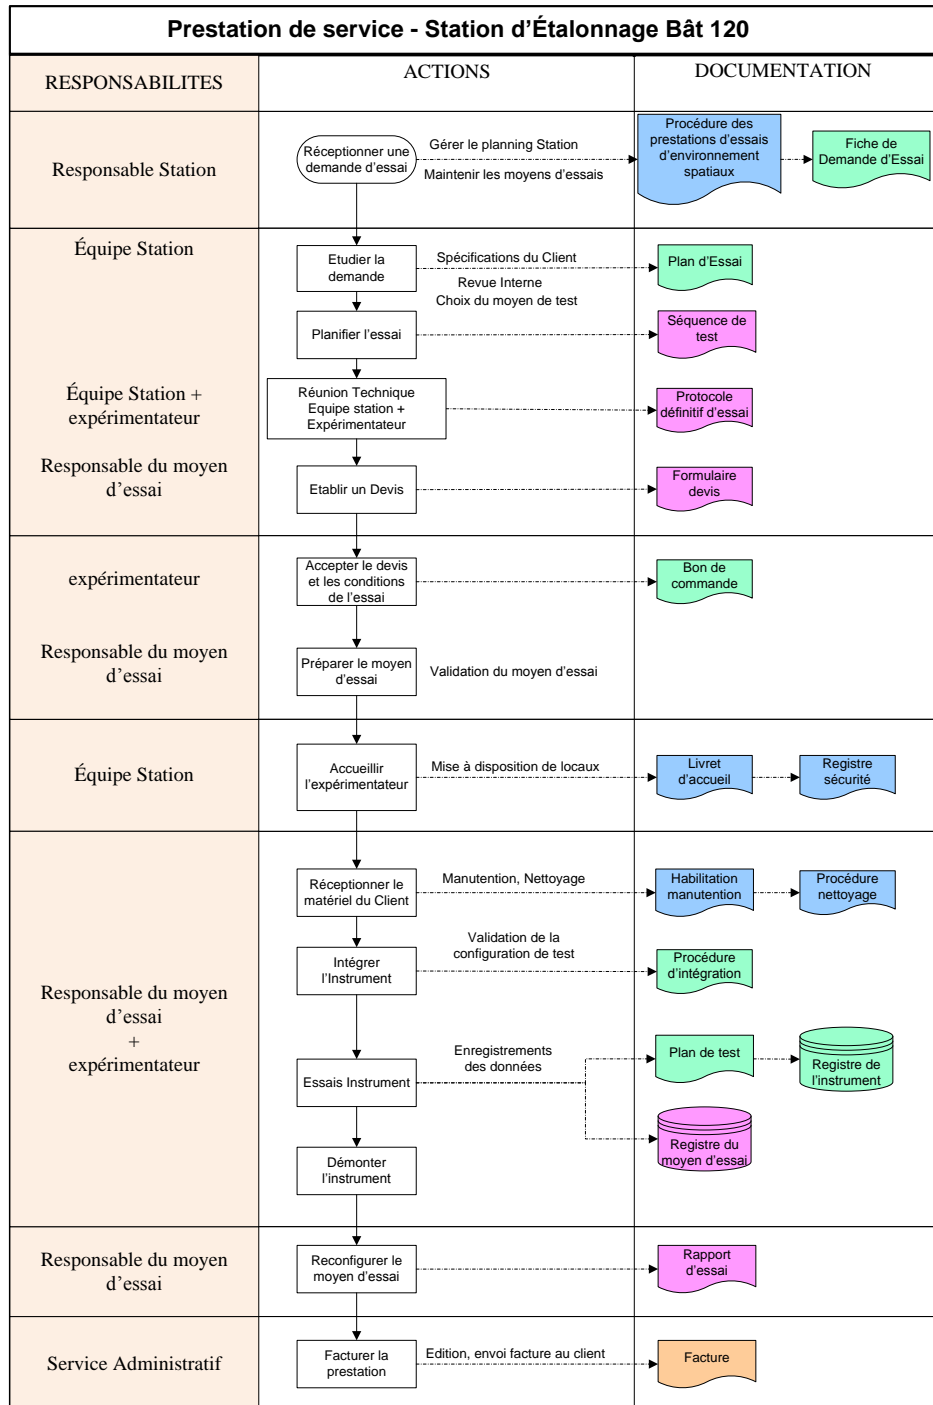 Prestation de service - Station d’Étalonnage Bât 120
RESPONSABILITES
ACTIONS
DOCUMENTATION
Responsable Station
Réceptionner une
demande d’essai
Gérer le planning Station
Maintenir les moyens d’essais
Procédure des
prestations d’essais
d’environnement
spatiaux
Fiche de
Demande d’Essai
Équipe Station
Etudier la
demande
Spécifications du Client
Revue Interne
Choix du moyen de test
Plan d’Essai
Planifier l’essai
Séquence de
test
Équipe Station +
expérimentateur
Réunion Technique
Equipe station +
Expérimentateur
Protocole
définitif d’essai
Responsable du moyen
d’essai
Etablir un Devis
Formulaire
devis
expérimentateur
Accepter le devis
et les conditions
de l’essai
Bon de
commande
Responsable du moyen
d’essai
Préparer le moyen
d’essai
Validation du moyen d’essai
Équipe Station
Accueillir
l’expérimentateur
Mise à disposition de locaux
Livret
d’accueil
Registre
sécurité
Responsable du moyen
d’essai
+
expérimentateur
Réceptionner le
matériel du Client
Manutention, Nettoyage
Habilitation
manutention
Procédure
nettoyage
Intégrer
l’Instrument
Validation de la
configuration de test
Procédure
d’intégration
Essais Instrument
Enregistrements
des données
Plan de test
Registre de
l’instrument
Registre du
moyen d’essai
Démonter
l’instrument
Responsable du moyen
d’essai
Reconfigurer le
moyen d’essai
Rapport
d’essai
Service Administratif
Facturer la
prestation
Edition, envoi facture au client
Facture